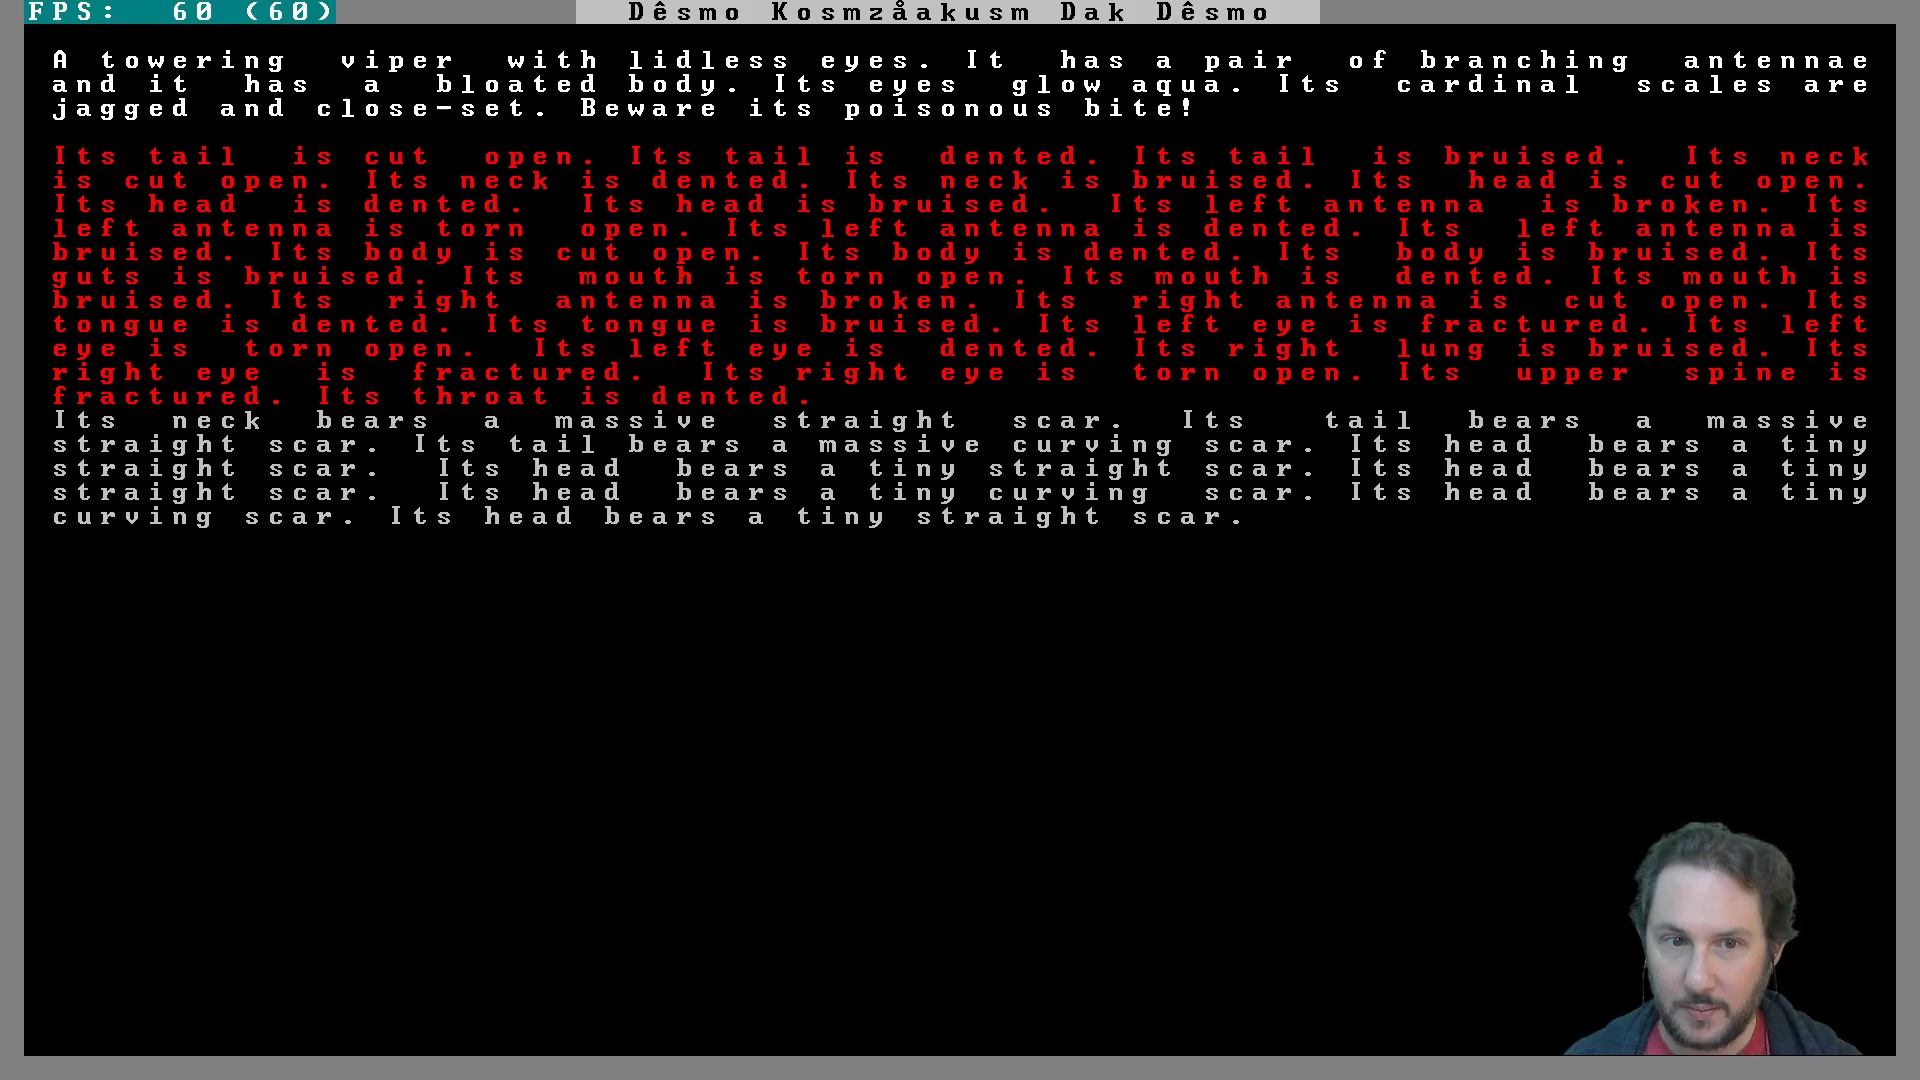 FPS: 60 (60)
Dêsmo Kosmzåakusm Dak Dêsmo
A towering viper with lidless eyes. It has a pair of branching antennae
and it has a bloated body. Its eyes glow aqua. Its cardinal scales are
jagged and close-set. Beware its poisonous bite!
Its tail is cut open. Its tail is dented. Its tail is bruised. Its neck
is cut open. Its neck is dented. Its neck is bruised. Its head is cut open.
Its head is dented. Its head is bruised. Its left antenna is broken. Its
left antenna is torn open. Its left antenna is dented. Its left antenna is
bruised. Its body is cut open. Its body is dented. Its body is bruised. Its
guts is bruised. Its mouth is torn open. Its mouth is dented. Its mouth is
bruised. Its right antenna is broken. Its right antenna is cut open. Its
tongue is dented. Its tongue is bruised. Its left eye is fractured. Its left
eye is torn open. Its left eye is dented. Its right lung is bruised. Its
right eye is fractured. Its right eye is torn open. Its upper spine is
fractured. Its throat is dented.
Its neck bears a massive straight scar. Its tail bears a massive
straight scar. Its tail bears a massive curving scar. Its head bears a tiny
straight scar. Its head bears a tiny straight scar. Its head bears a tiny
straight scar. Its head bears a tiny curving scar. Its head bears a tiny
curving scar. Its head bears a tiny straight scar.